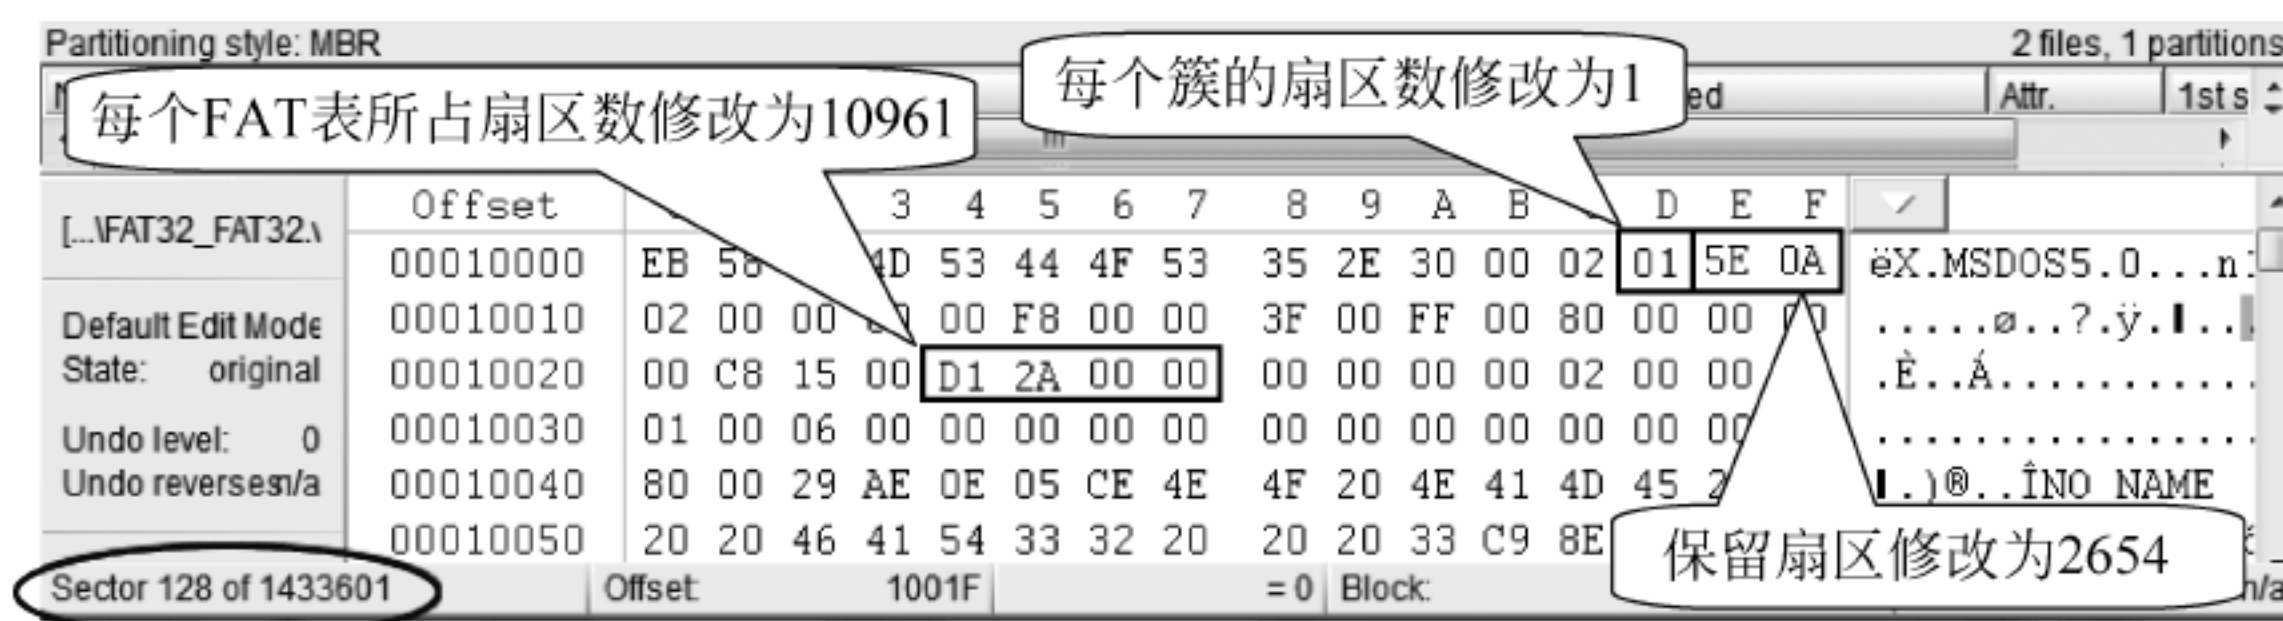 Partitioning style: MBR 2 files, 1 partitions
每个FAT表所占扇区数修改为10961
每个簇的扇区数修改为1
ed Attr. 1st s
[...\FAT32_FAT32.v
Offset 3 4 5 6 7 8 9 A B D E F
00010000 EB 58 4D 53 44 4F 53 35 2E 30 00 02 01 5E 0A ëX.MSDOS5.0...n
Default Edit Mode
00010010 02 00 00 00 00 F8 00 00 3F 00 FF 00 80 00 00 00 .....ø..?.ÿ.▌..
State: original
00010020 00 C8 15 00 D1 2A 00 00 00 00 00 00 02 00 00 .È..Á...........
Undo level: 0
00010030 01 00 06 00 00 00 00 00 00 00 00 00 00 00 00 ................
Undo reverses: n/a
00010040 80 00 29 AE 0E 05 CE 4E 4F 20 4E 41 4D 45 2 ▌.)®..ÎNO NAME
00010050 20 20 46 41 54 33 32 20 20 20 33 C9 8E
保留扇区修改为2654
Sector 128 of 1433601 Offset: 1001F = 0 Block: n/a